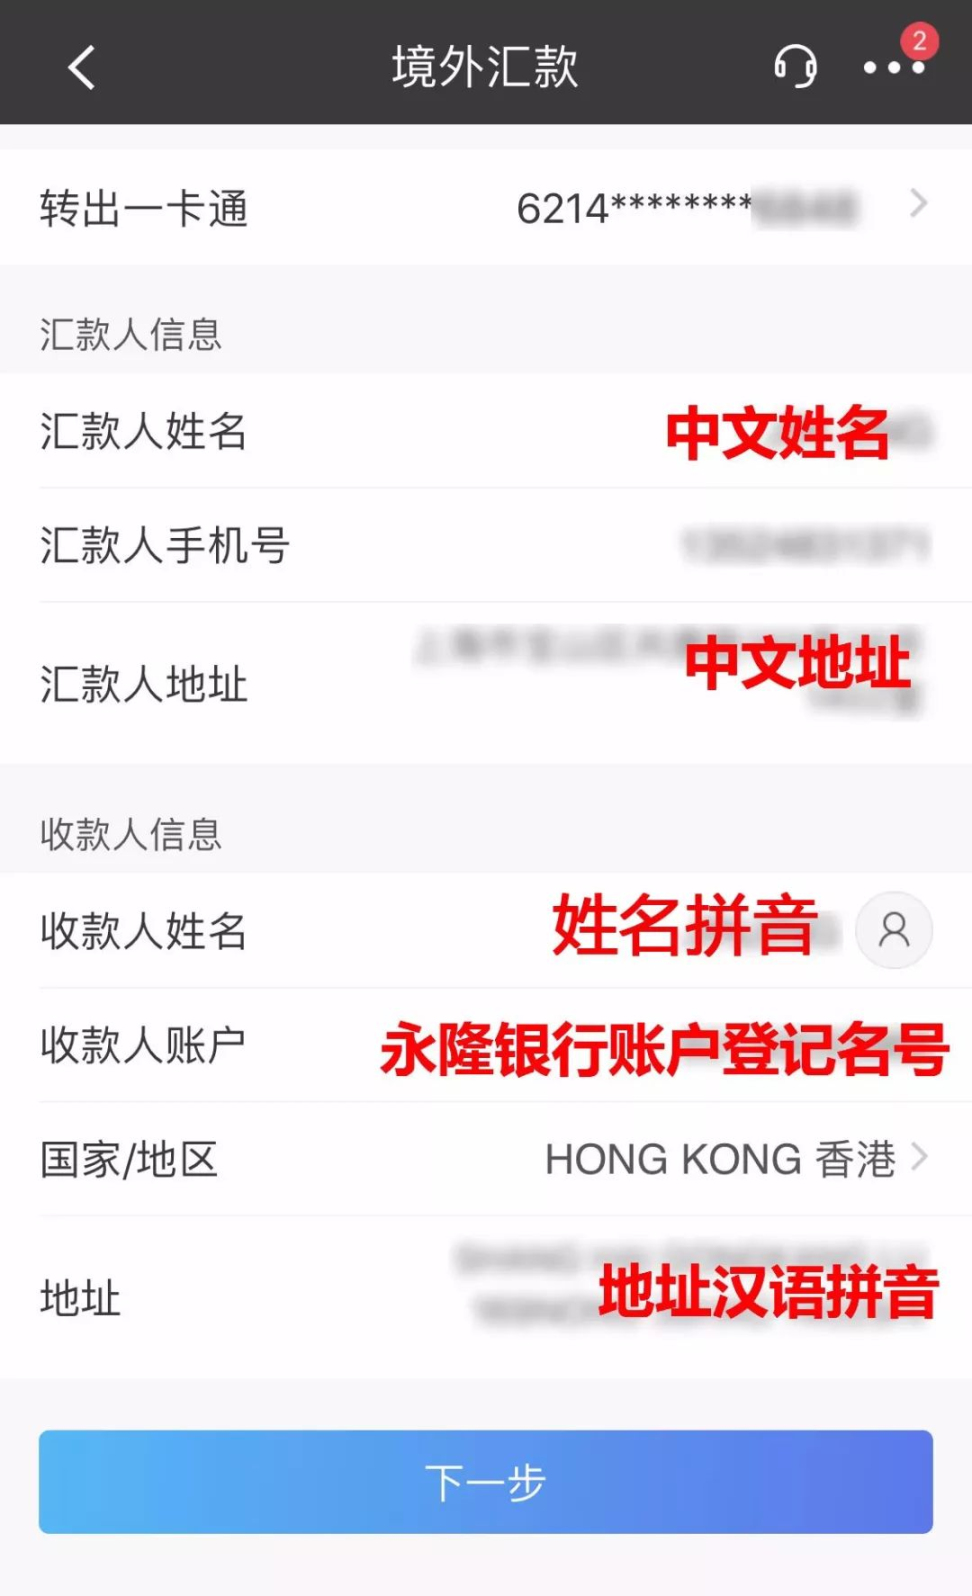 境外汇款
2
转出一卡通 6214********
汇款人信息
汇款人姓名 中文姓名
汇款人手机号
汇款人地址 中文地址
收款人信息
收款人姓名 姓名拼音
收款人账户 永隆银行账户登记名号
国家/地区 HONG KONG 香港
地址 地址汉语拼音
下一步